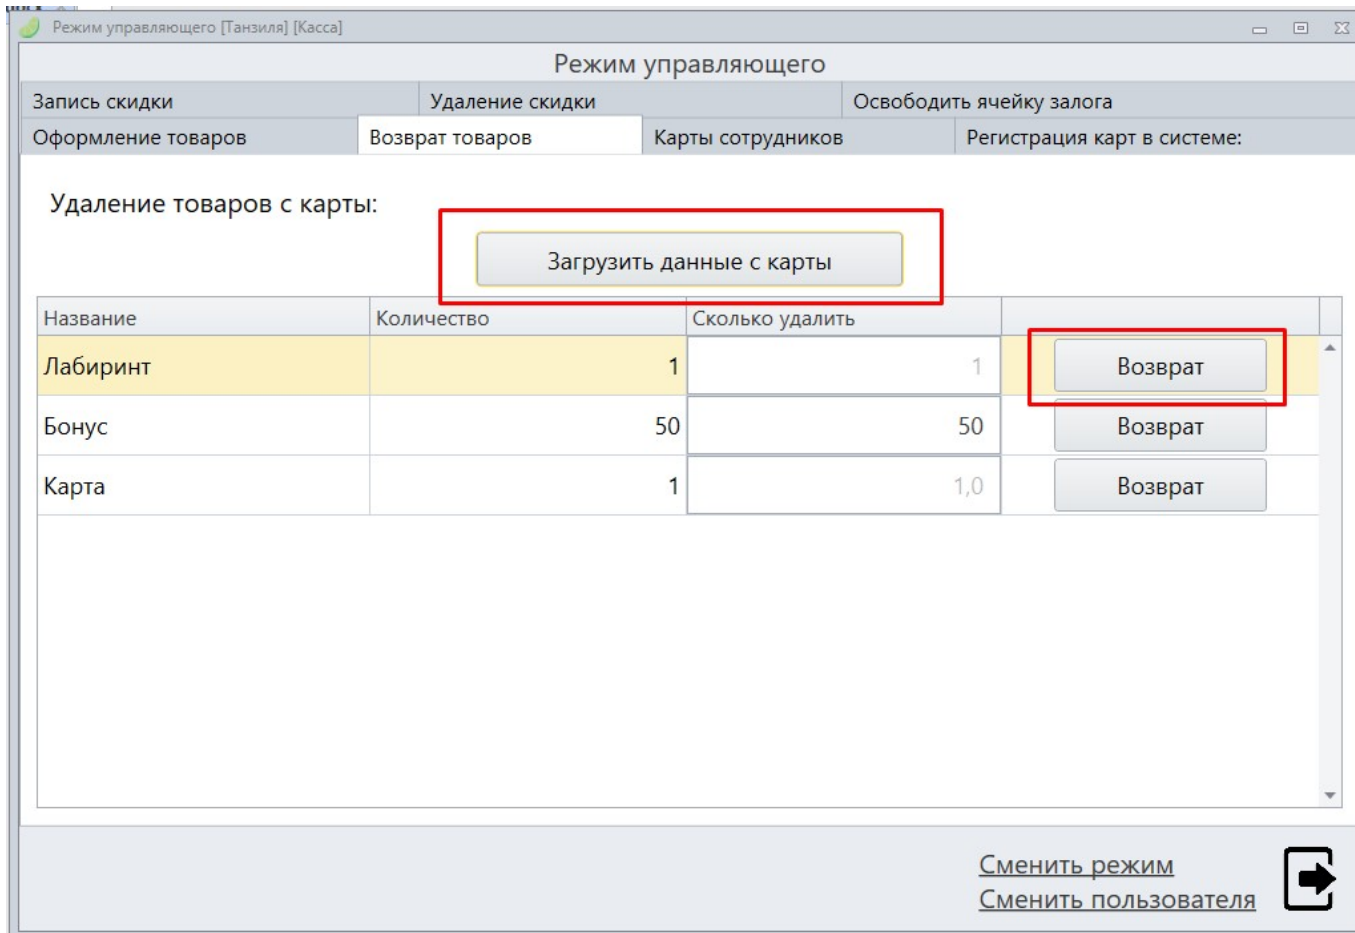 Режим управляющего [Танзиля] [Касса]
Режим управляющего
Запись скидки Удаление скидки Освободить ячейку залога
Оформление товаров Возврат товаров Карты сотрудников Регистрация карт в системе:
Удаление товаров с карты:
Загрузить данные с карты
Название Количество Сколько удалить
Лабиринт 1 1 Возврат
Бонус 50 50 Возврат
Карта 1 1,0 Возврат
Сменить режим
Сменить пользователя